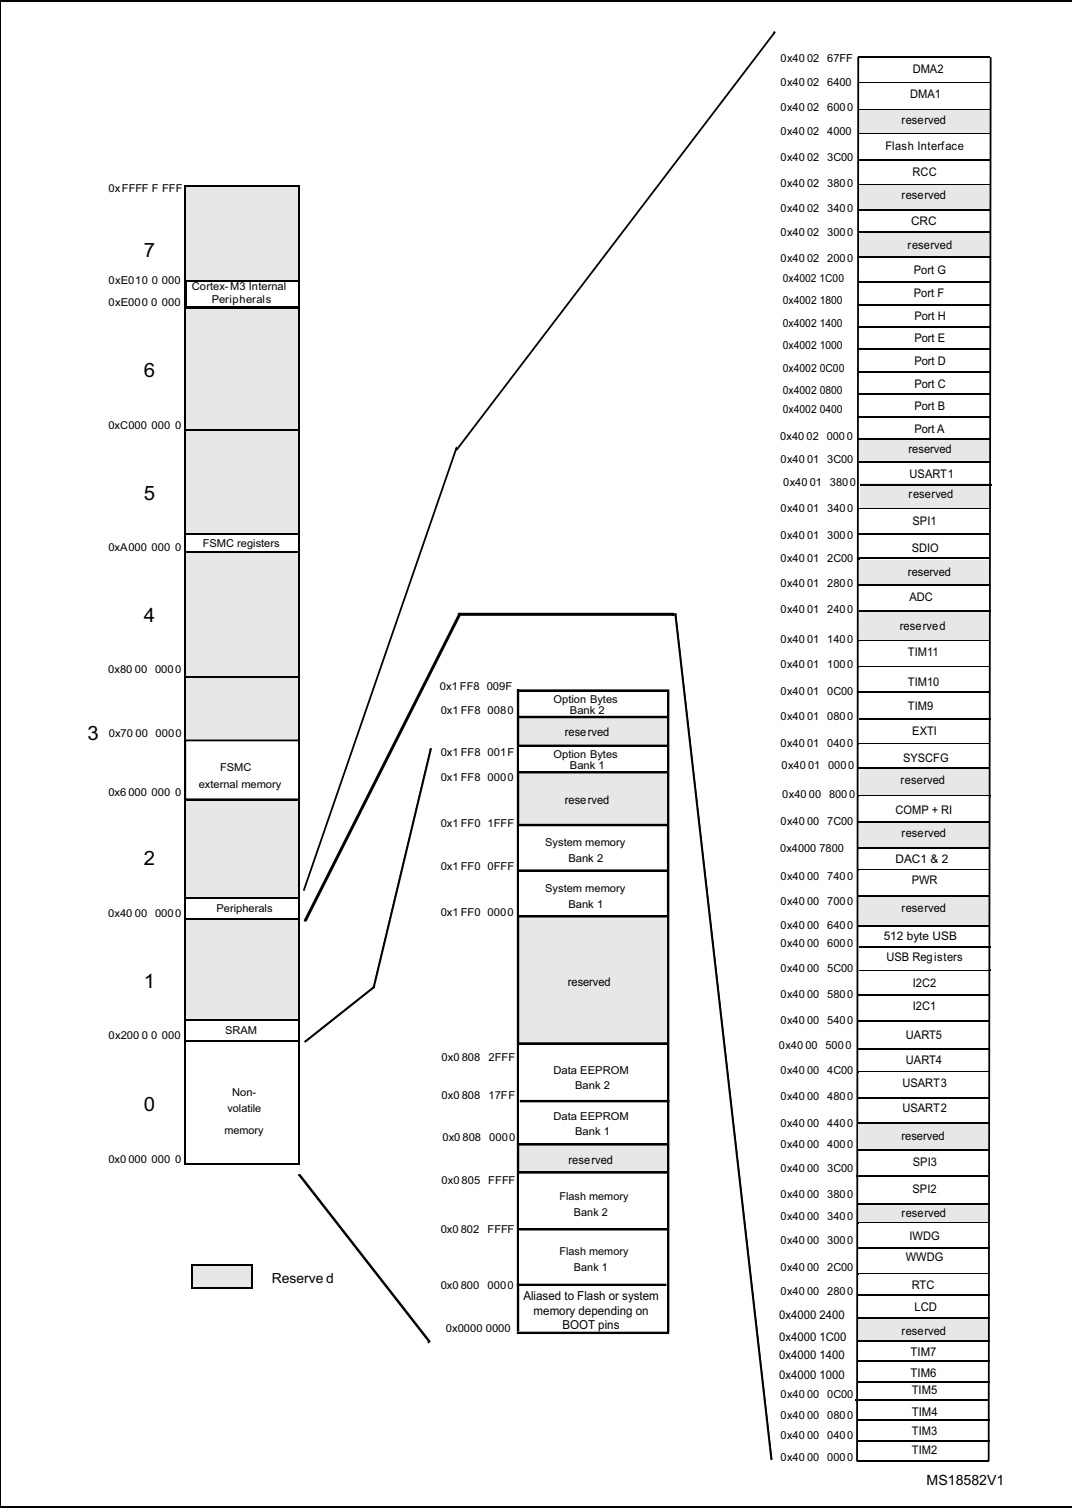 0xFFFF F FFF
7
0xE010 0 000
Cortex-M3 Internal
Peripherals
0xE000 0 000
6
0xC000 000 0
5
FSMC registers
0xA000 000 0
4
0x80 00 0000
3
0x70 00 0000
FSMC
external memory
0x6 000 000 0
2
Peripherals
0x40 00 0000
1
SRAM
0x200 0 0 000
Non-
volatile
memory
0
0x0 000 000 0
Reserve d
0x1 FF8 009F
Option Bytes
Bank 2
0x1 FF8 0080
reserved
0x1 FF8 001F
Option Bytes
Bank 1
0x1 FF8 0000
reserved
0x1 FF0 1FFF
System memory
Bank 2
0x1 FF0 0FFF
System memory
Bank 1
0x1 FF0 0000
reserved
0x0 808 2FFF
Data EEPROM
Bank 2
0x0 808 17FF
Data EEPROM
Bank 1
0x0 808 0000
reserved
0x0 805 FFFF
Flash memory
Bank 2
0x0 802 FFFF
Flash memory
Bank 1
0x0 800 0000
Aliased to Flash or system
memory depending on
BOOT pins
0x0000 0000
0x40 02 67FF
DMA2
0x40 02 6400
DMA1
0x40 02 6000
reserved
0x40 02 4000
Flash Interface
0x40 02 3C00
RCC
0x40 02 3800
reserved
0x40 02 3400
CRC
0x40 02 3000
reserved
0x40 02 2000
Port G
0x4002 1C00
Port F
0x4002 1800
Port H
0x4002 1400
Port E
0x4002 1000
Port D
0x4002 0C00
Port C
0x4002 0800
Port B
0x4002 0400
Port A
0x40 02 0000
reserved
0x40 01 3C00
USART1
0x40 01 3800
reserved
0x40 01 3400
SPI1
0x40 01 3000
SDIO
0x40 01 2C00
reserved
0x40 01 2800
ADC
0x40 01 2400
reserved
0x40 01 1400
TIM11
0x40 01 1000
TIM10
0x40 01 0C00
TIM9
0x40 01 0800
EXTI
0x40 01 0400
SYSCFG
0x40 01 0000
reserved
0x40 00 8000
COMP + RI
0x40 00 7C00
reserved
0x4000 7800
DAC1 & 2
0x40 00 7400
PWR
0x40 00 7000
reserved
0x40 00 6400
512 byte USB
0x40 00 6000
USB Registers
0x40 00 5C00
I2C2
0x40 00 5800
I2C1
0x40 00 5400
UART5
0x40 00 5000
UART4
0x40 00 4C00
USART3
0x40 00 4800
USART2
0x40 00 4400
reserved
0x40 00 4000
SPI3
0x40 00 3C00
SPI2
0x40 00 3800
reserved
0x40 00 3400
IWDG
0x40 00 3000
WWDG
0x40 00 2C00
RTC
0x40 00 2800
LCD
0x4000 2400
reserved
0x4000 1C00
TIM7
0x4000 1400
TIM6
0x4000 1000
TIM5
0x40 00 0C00
TIM4
0x40 00 0800
TIM3
0x40 00 0400
TIM2
0x40 00 0000
MS18582V1